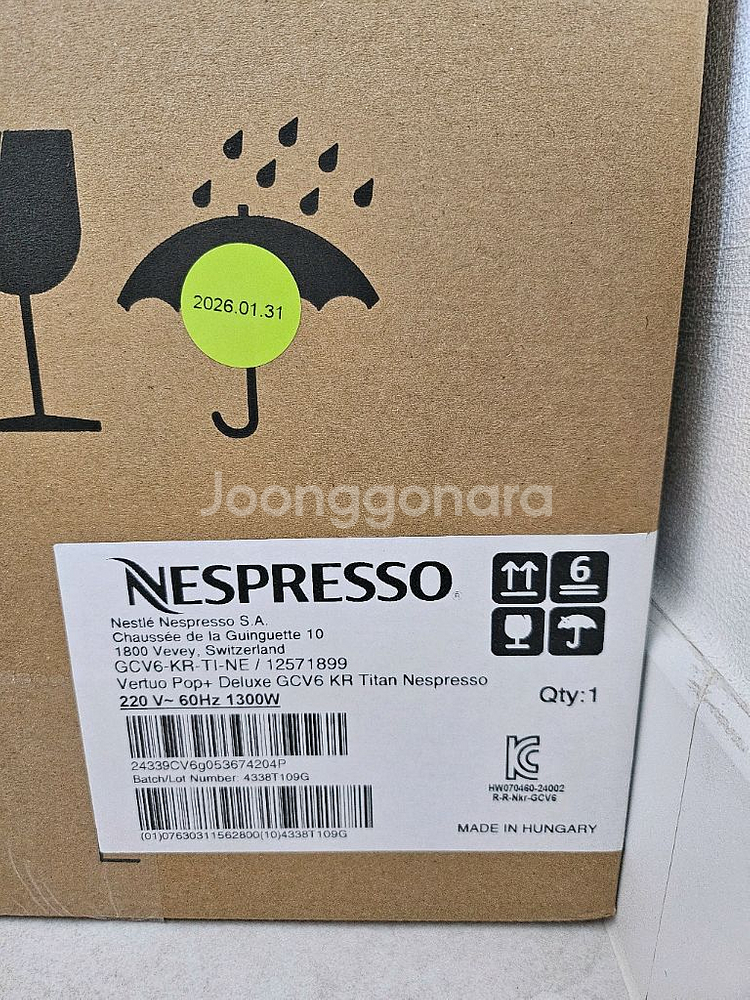 2026.01.31
Joonggonara
NESPRESSO
6
Nestlé Nespresso S.A.
Chaussée de la Guinguette 10
1800 Vevey, Switzerland
GCV6-KR-TI-NE / 12571899
Vertuo Pop+ Deluxe GCV6 KR Titan Nespresso
220 V~ 60Hz 1300W
Qty:1
24339CV6g053674204P
Batch/Lot Number: 4338T109G
HW070460-24002
R-R-Nkr-GCV6
(01)07630311562800(10)4338T109G
MADE IN HUNGARY